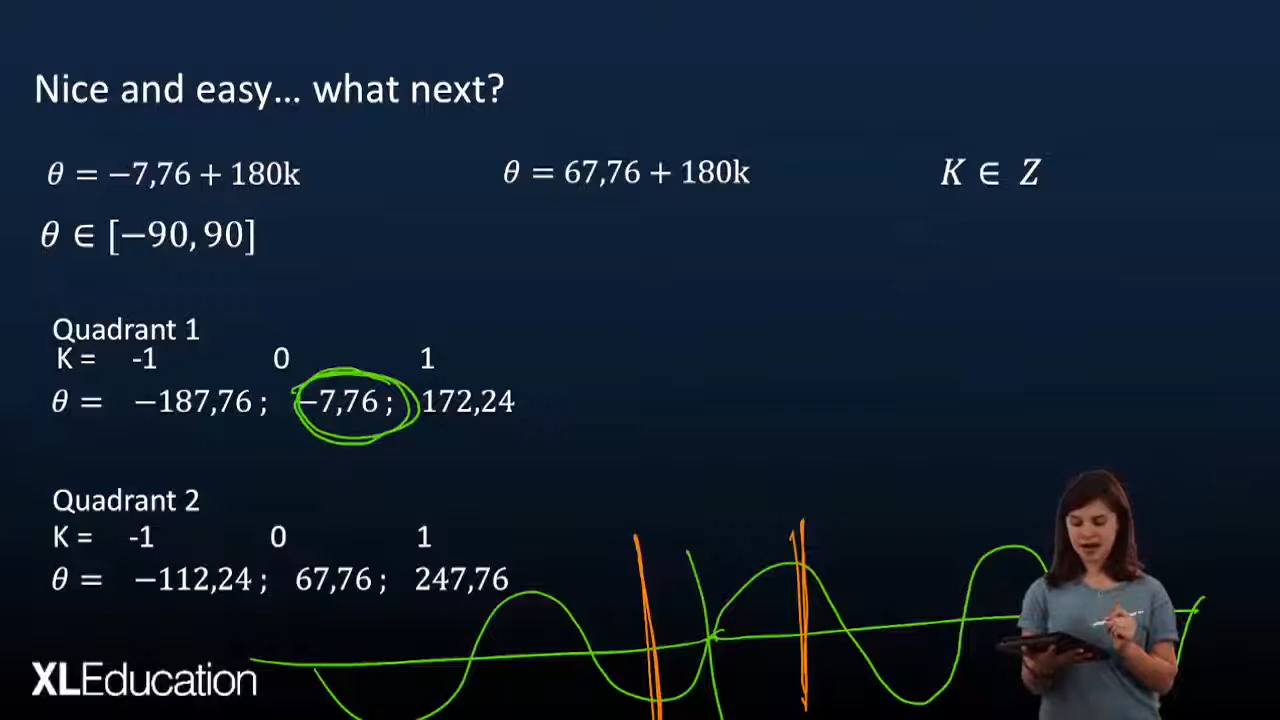 Nice and easy... what next?
θ = −7,76 + 180k θ = 67,76 + 180k K ∈ Z
θ ∈ [−90, 90]
Quadrant 1
K = -1 0 1
θ = −187,76 ; −7,76 ; 172,24
Quadrant 2
K = -1 0 1
θ = −112,24 ; 67,76 ; 247,76
XLEducation